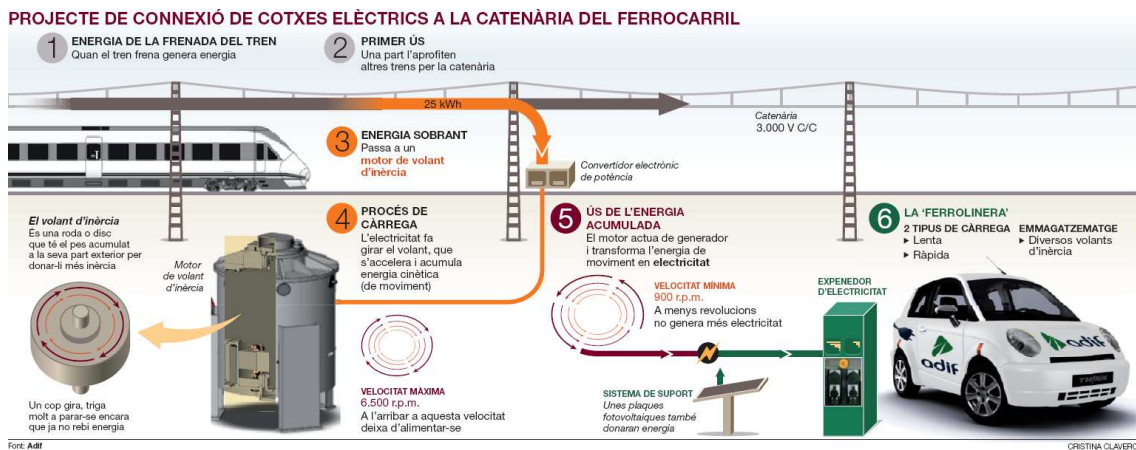 PROJECTE DE CONNEXIÓ DE COTXES ELÈCTRICS A LA CATENÀRIA DEL FERROCARRIL
1
ENERGIA DE LA FRENADA DEL TREN
Quan el tren frena genera energia
2
PRIMER ÚS
Una part l'aprofiten
altres trens per la catenària
25 kWh
Catenària
3.000 V C/C
3
ENERGIA SOBRANT
Passa a un
motor de volant
d'inèrcia
Convertidor electrònic
de potència
El volant d'inèrcia
És una roda o disc
que té el pes acumulat
a la seva part exterior per
donar-li més inèrcia
Motor
de volant
d'inèrcia
Un cop gira, triga
molt a parar-se encara
que ja no rebi energia
4
PROCÉS DE
CÀRREGA
L'electricitat fa
girar el volant, que
s'accelera i acumula
energia cinètica
(de moviment)
VELOCITAT MÀXIMA
6.500 r.p.m.
A l'arribar a aquesta velocitat
deixa d'alimentar-se
5
ÚS DE L'ENERGIA
ACUMULADA
El motor actua de generador
i transforma l'energia de
moviment en electricitat
VELOCITAT MÍNIMA
900 r.p.m.
A menys revolucions
no genera més electricitat
SISTEMA DE SUPORT
Unes plaques
fotovoltaiques també
donaran energia
EXPENEDOR
D'ELECTRICITAT
6
LA 'FERROLINERA'
2 TIPUS DE CÀRREGA
▸ Lenta
▸ Ràpida
EMMAGATZEMATGE
▸ Diversos volants
d'inèrcia
adif
adif
TH!NK
Font: Adif
CRISTINA CLAVERO